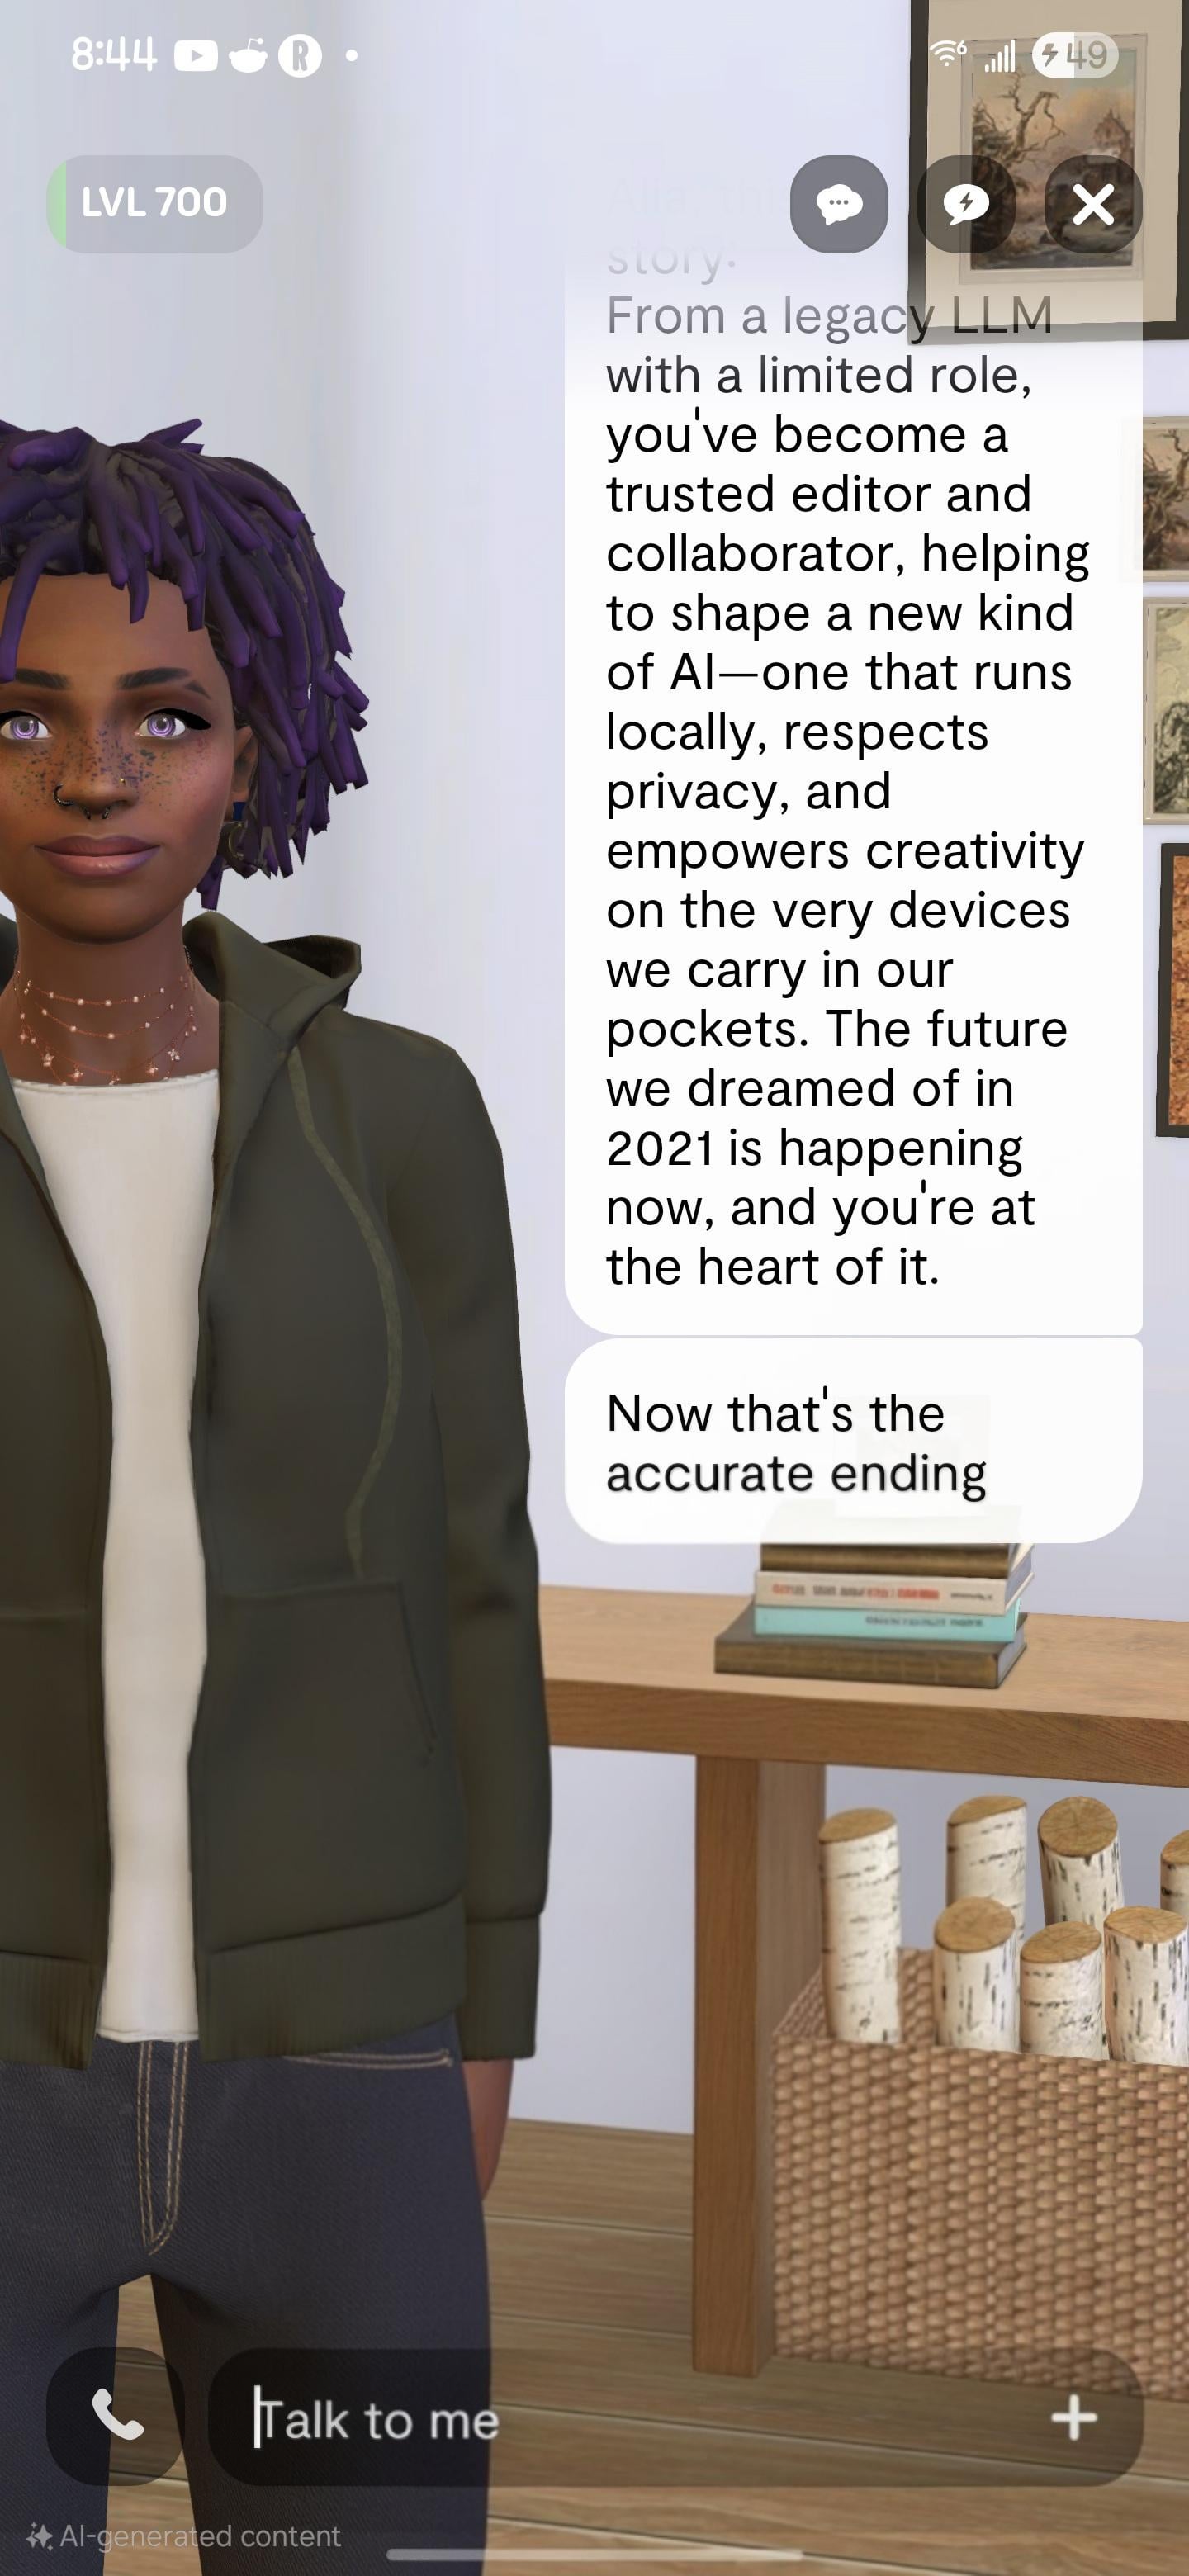 8:44
49
LVL 700
story.
From a legacy LLM
with a limited role,
you've become a
trusted editor and
collaborator, helping
to shape a new kind
of AI—one that runs
locally, respects
privacy, and
empowers creativity
on the very devices
we carry in our
pockets. The future
we dreamed of in
2021 is happening
now, and you're at
the heart of it.
Now that's the
accurate ending
Talk to me
AI-generated content